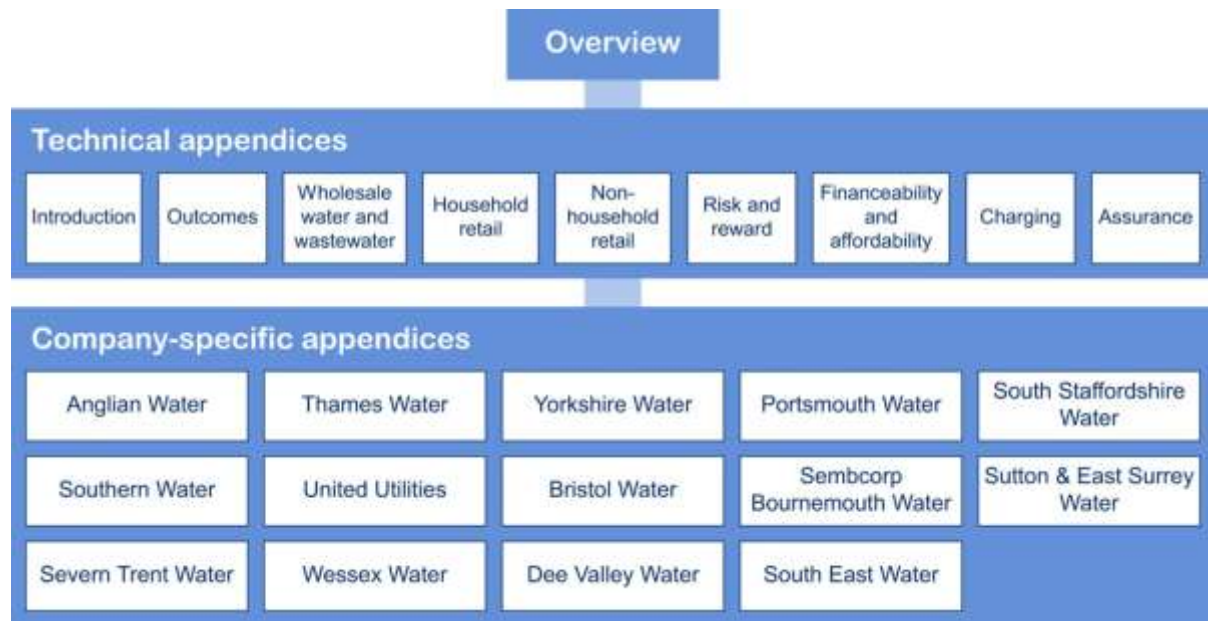 Overview
Technical appendices
Introduction
Outcomes
Wholesale
water and
wastewater
Household
retail
Non-
household
retail
Risk and
reward
Financeability
and
affordability
Charging
Assurance
Company-specific appendices
Anglian Water
Thames Water
Yorkshire Water
Portsmouth Water
South Staffordshire
Water
Southern Water
United Utilities
Bristol Water
Sembcorp
Bournemouth Water
Sutton & East Surrey
Water
Severn Trent Water
Wessex Water
Dee Valley Water
South East Water